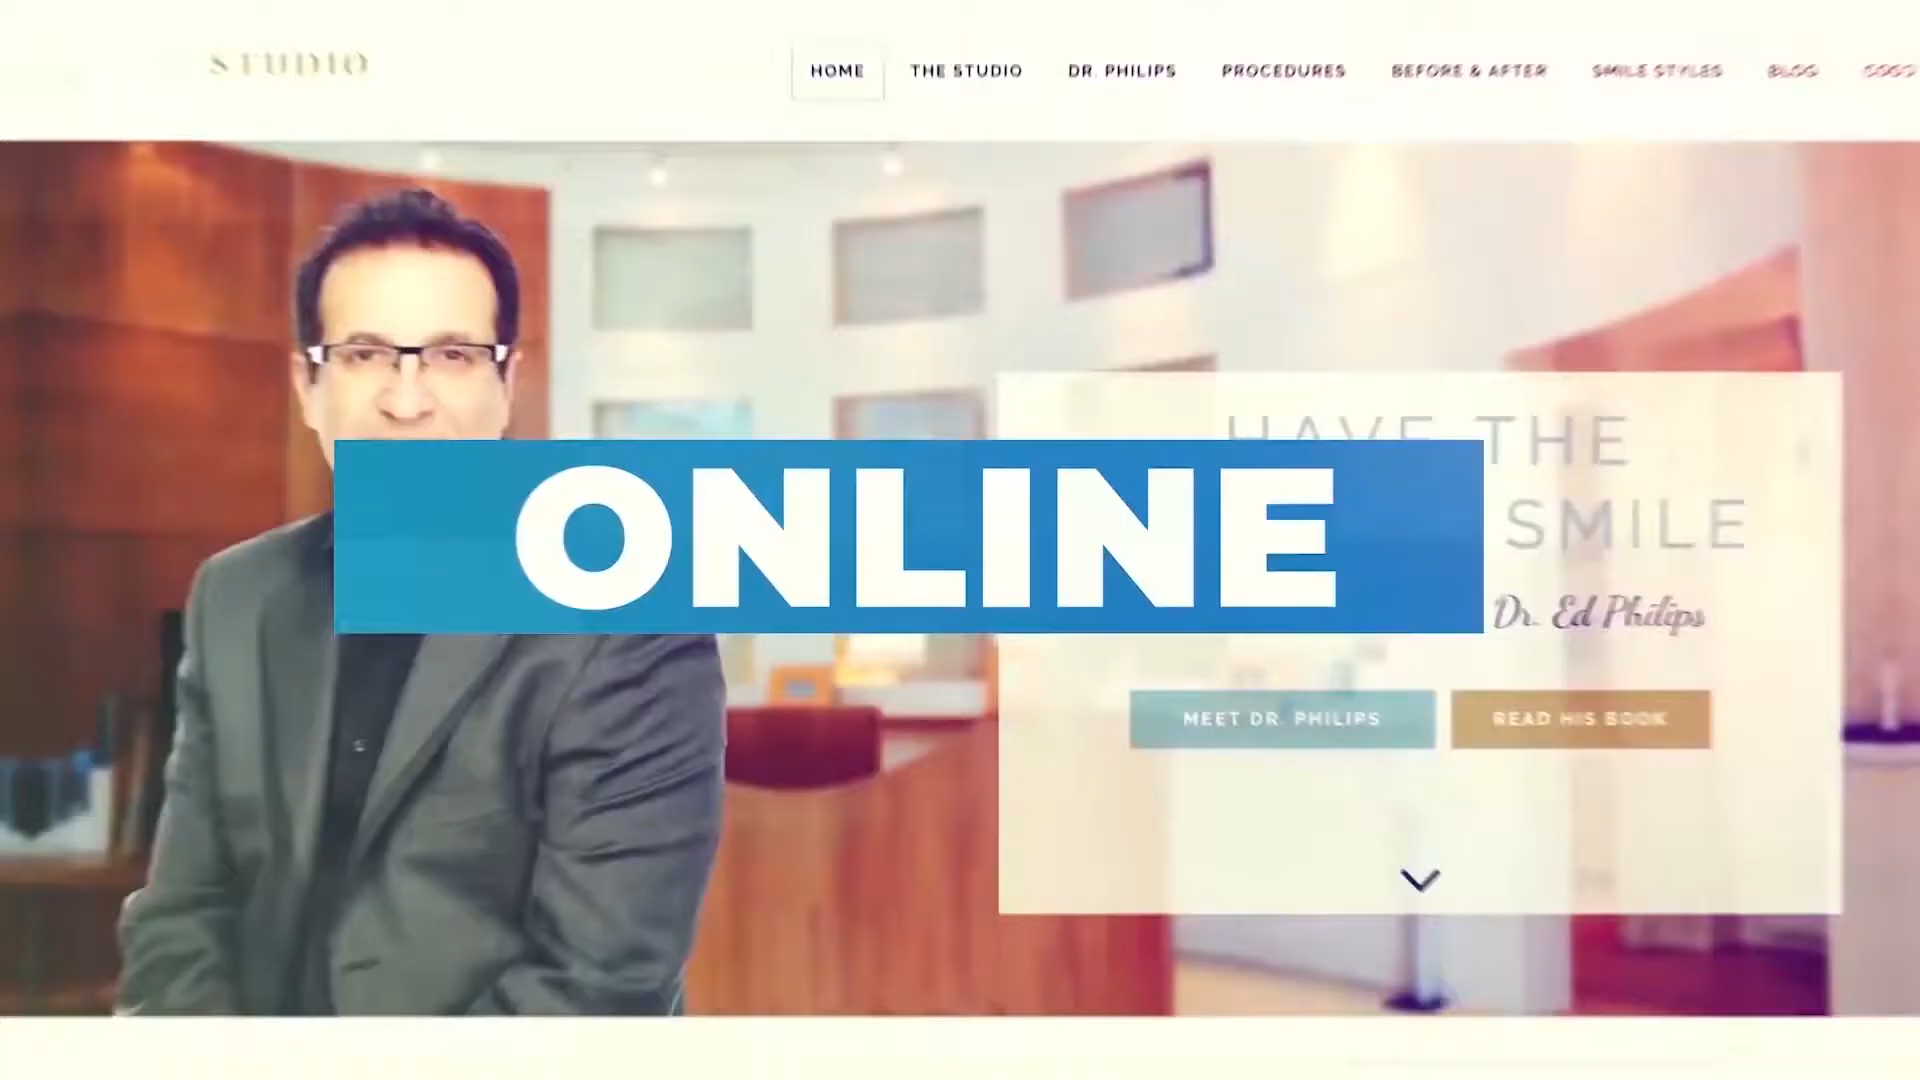 STUDIO
HOME THE STUDIO DR. PHILIPS PROCEDURES BEFORE & AFTER SMILE STYLES BLOG
HAVE THE
SMILE
ONLINE
Dr. Ed Philips
MEET DR. PHILIPS READ HIS BOOK